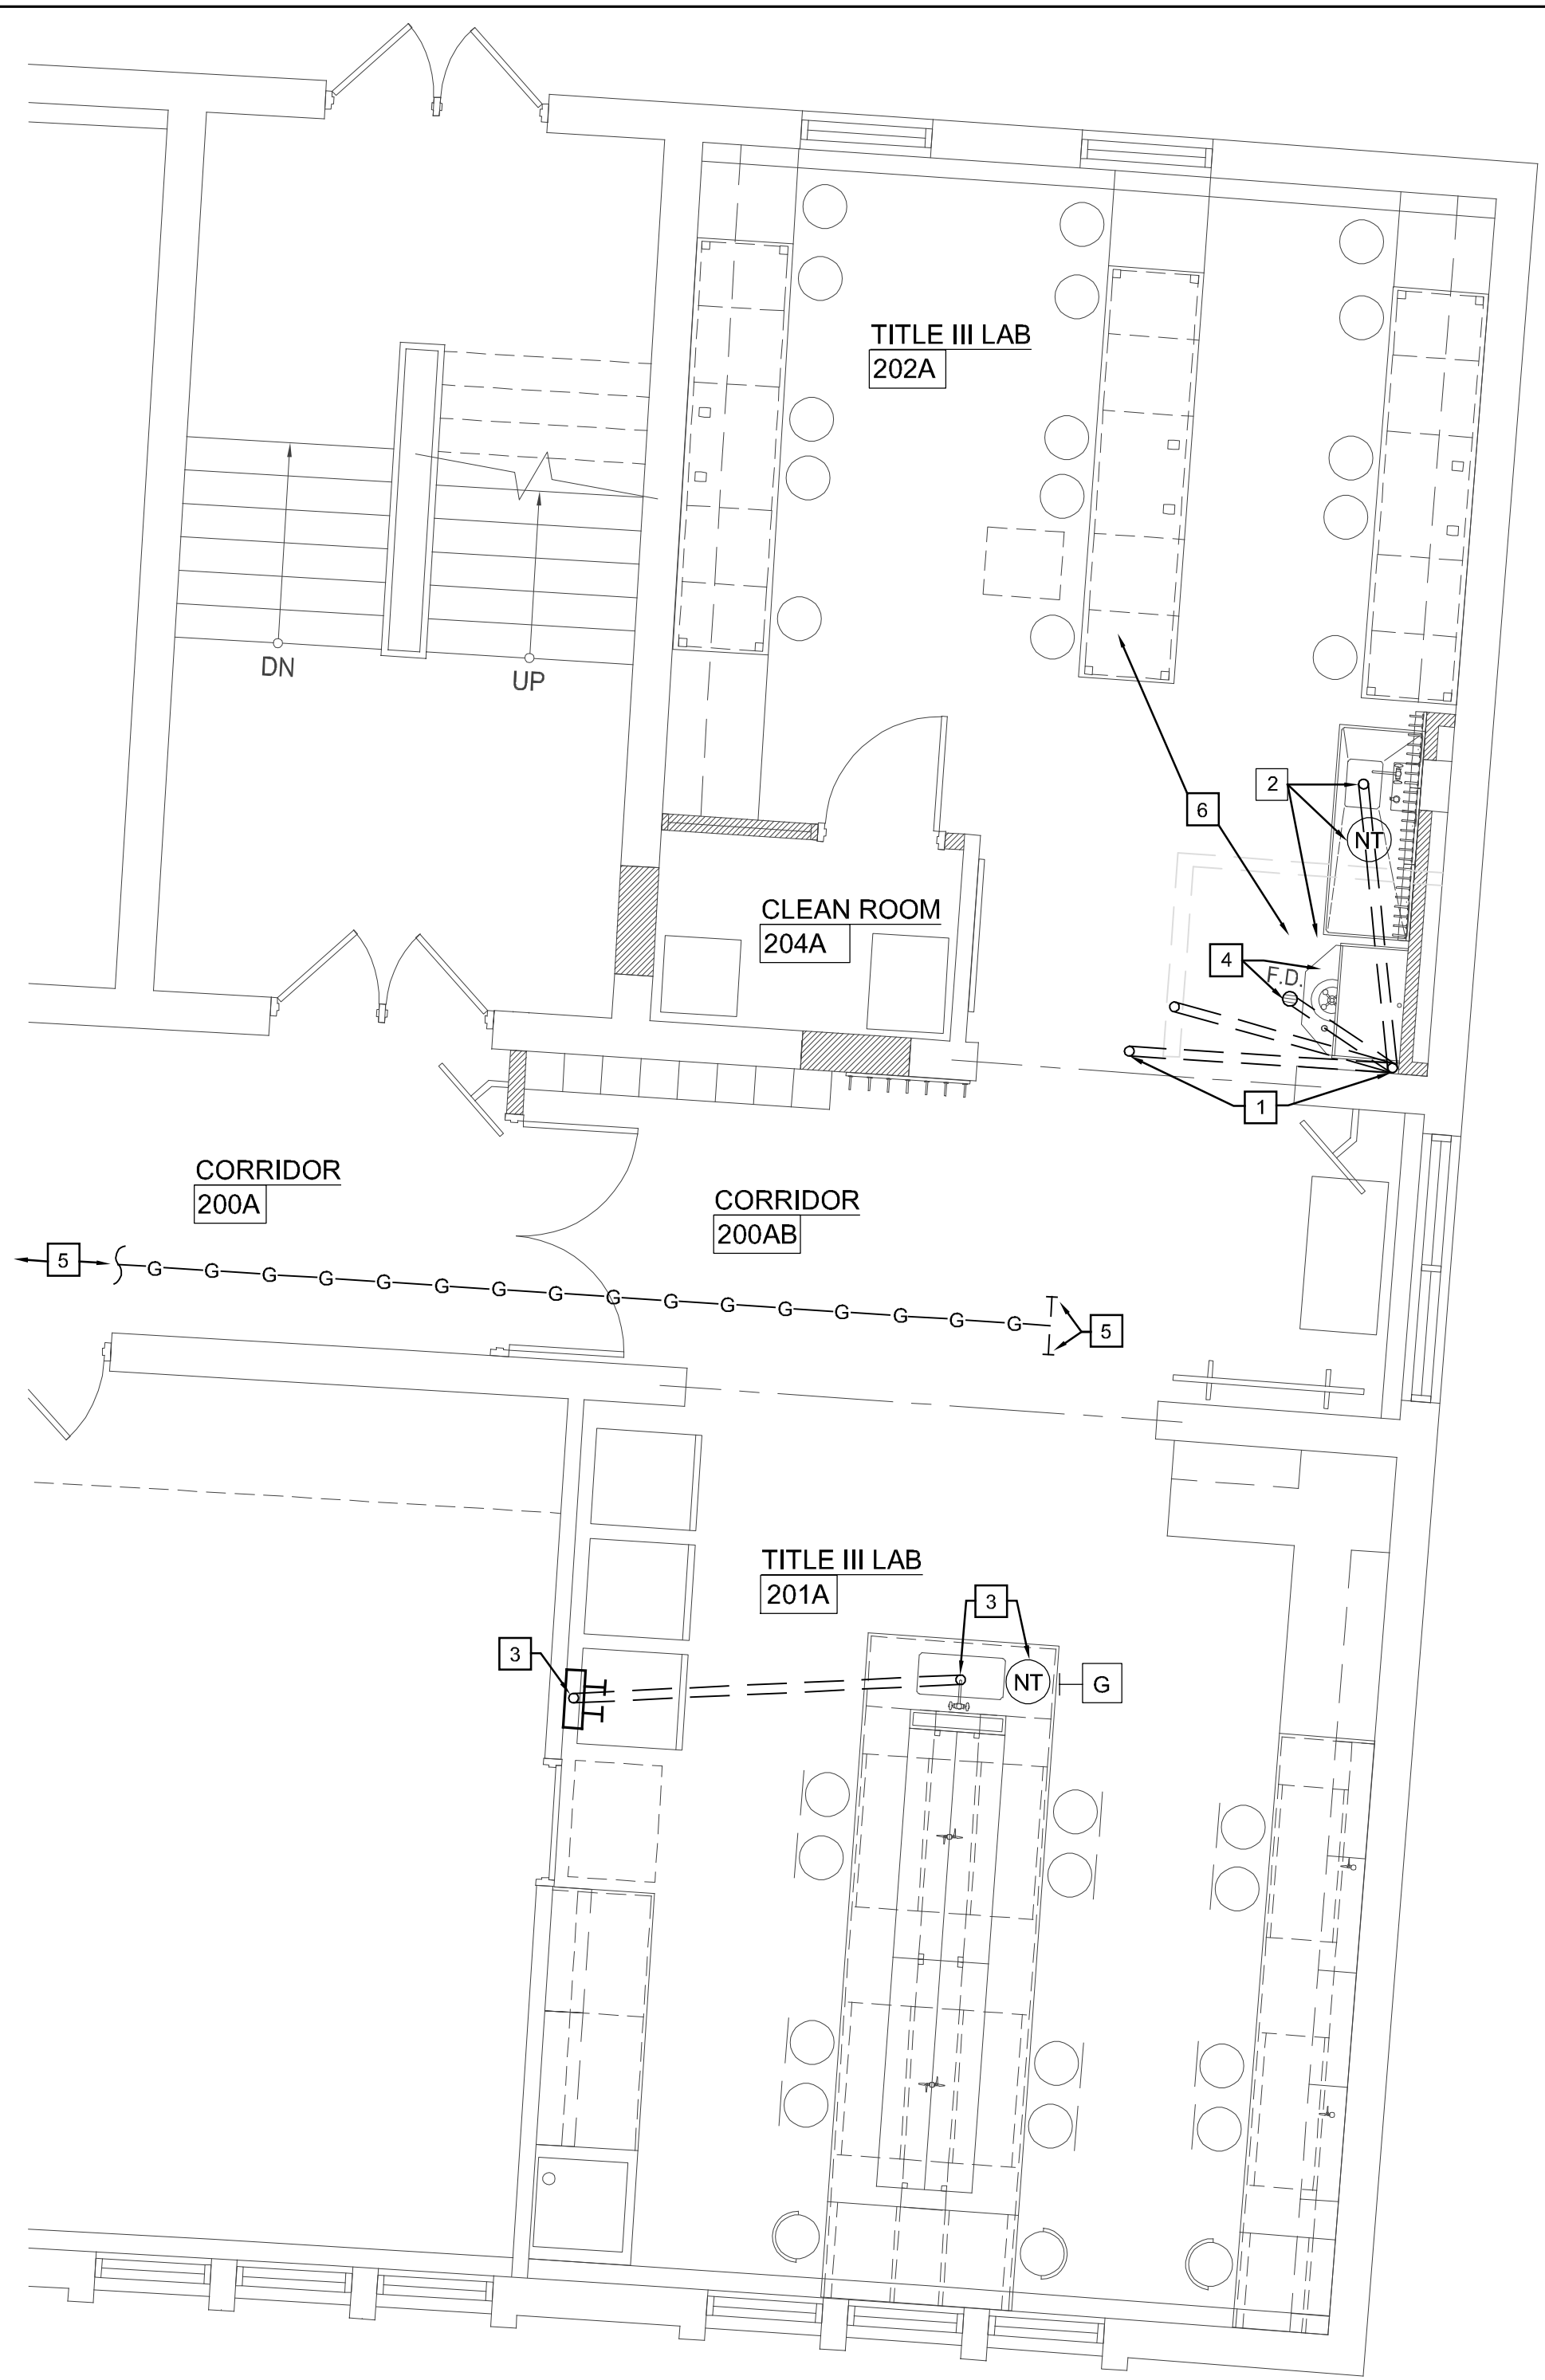 TITLE III LAB
202A
DN
UP
2
6
NT
CLEAN ROOM
204A
4
F.D.
1
CORRIDOR
200A
CORRIDOR
200AB
5
G G G G G G G G G G G G G G G G
5
TITLE III LAB
201A
3
3
NT
G